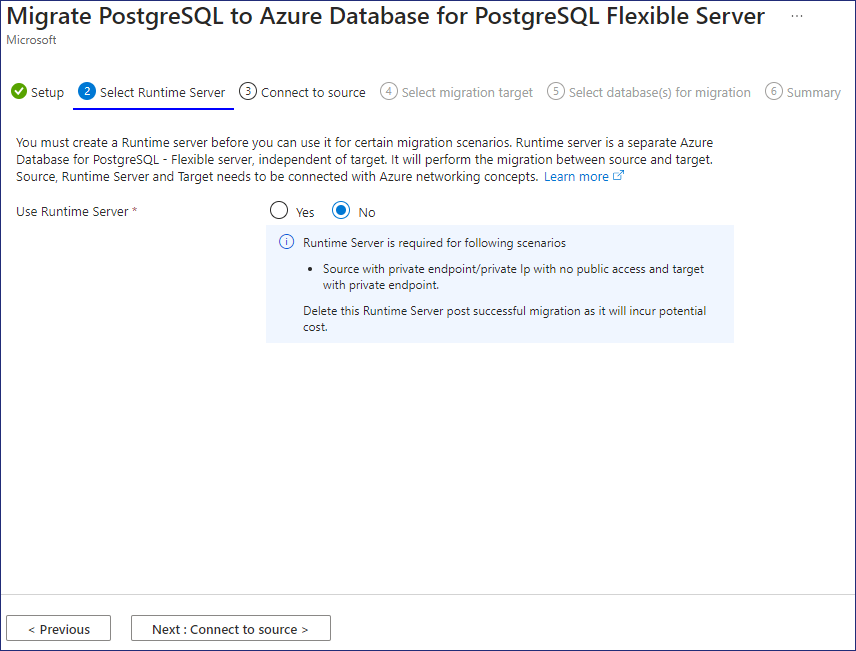 Migrate PostgreSQL to Azure Database for PostgreSQL Flexible Server ...
Microsoft
Setup 2 Select Runtime Server 3 Connect to source 4 Select migration target 5 Select database(s) for migration 6 Summary
You must create a Runtime server before you can use it for certain migration scenarios. Runtime server is a separate Azure
Database for PostgreSQL - Flexible server, independent of target. It will perform the migration between source and target.
Source, Runtime Server and Target needs to be connected with Azure networking concepts. Learn more
Use Runtime Server * Yes No
Runtime Server is required for following scenarios
• Source with private endpoint/private Ip with no public access and target
with private endpoint.
Delete this Runtime Server post successful migration as it will incur potential
cost.
< Previous Next : Connect to source >